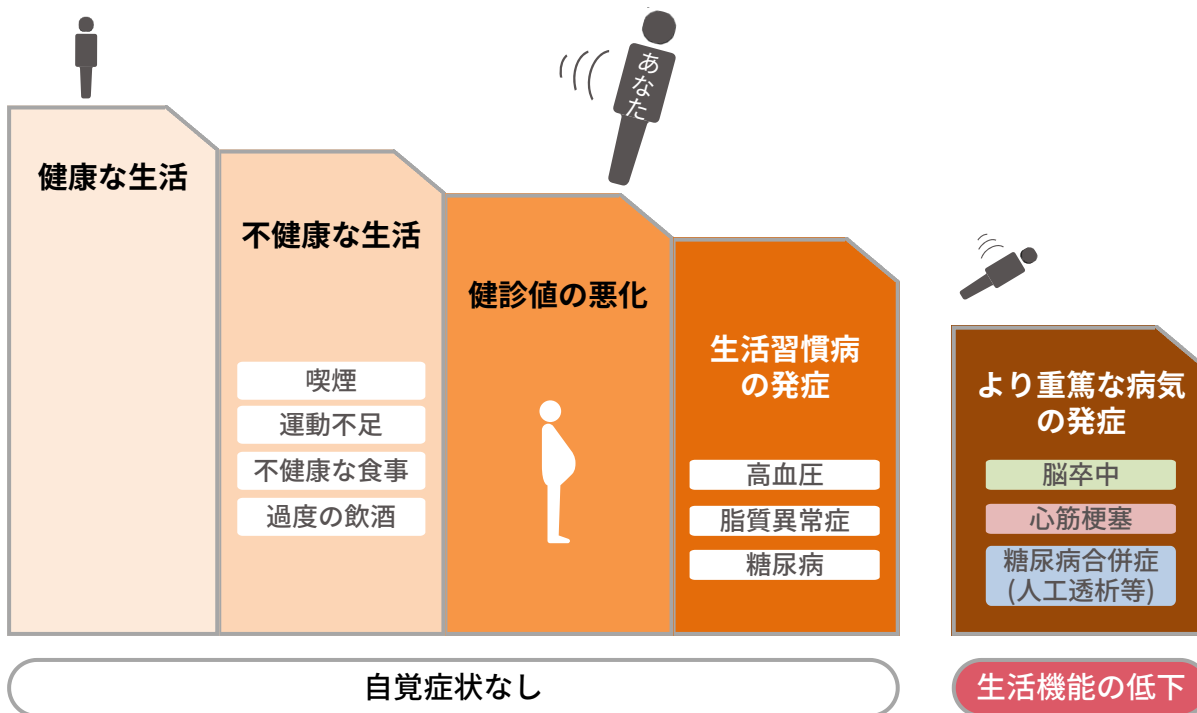 あなた
健康な生活
不健康な生活
喫煙
運動不足
不健康な食事
過度の飲酒
健診値の悪化
生活習慣病
の発症
高血圧
脂質異常症
糖尿病
より重篤な病気
の発症
脳卒中
心筋梗塞
糖尿病合併症
(人工透析等)
自覚症状なし
生活機能の低下